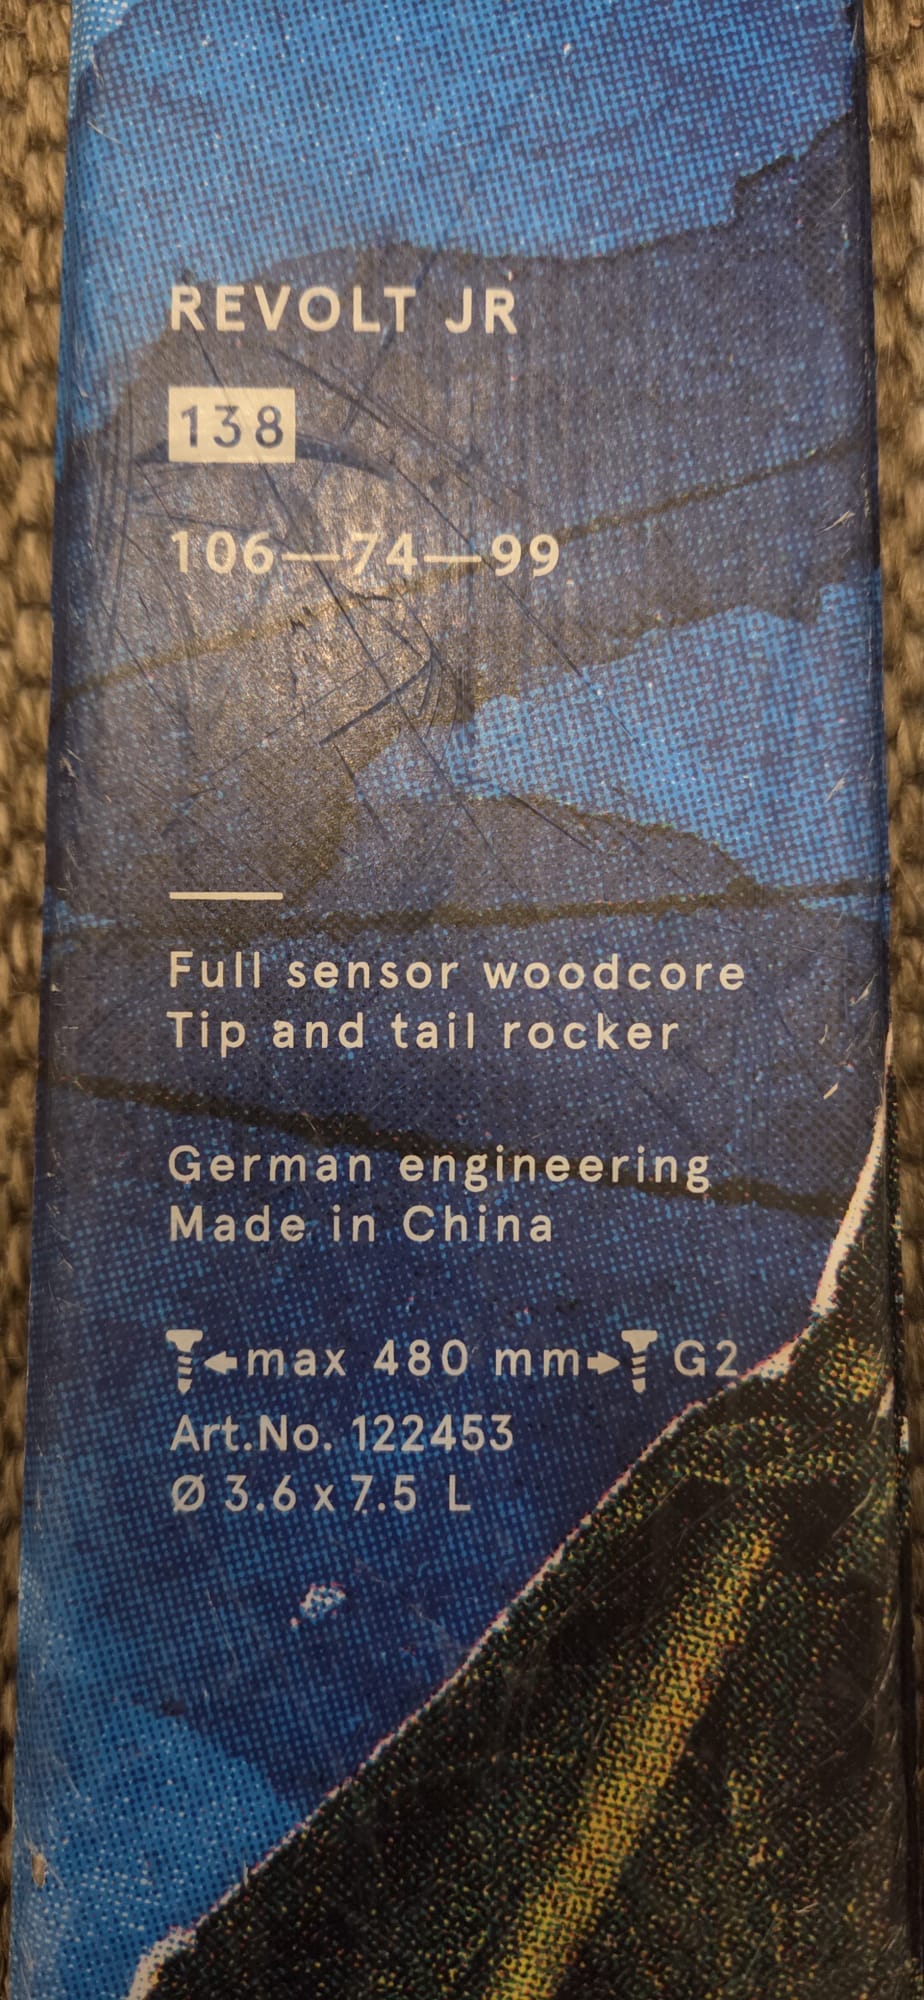 REVOLT JR
138
106—74—99
Full sensor woodcore
Tip and tail rocker
German engineering
Made in China
←max 480 mm→ G2
Art.No. 122453
Ø 3.6 x 7.5 L